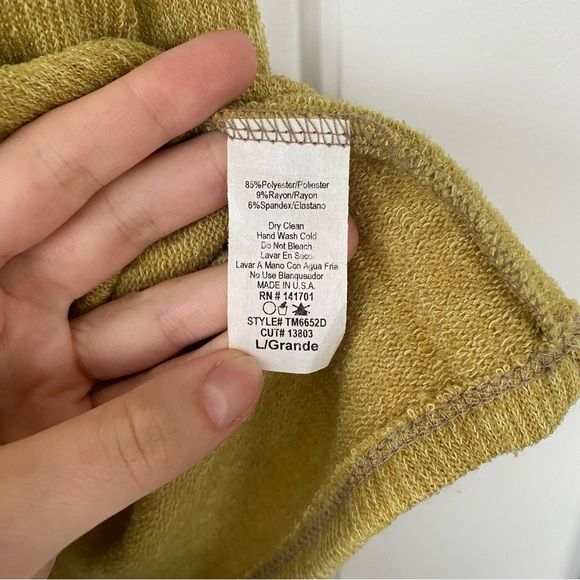 85%Polyester/Poliester
9%Rayon/Rayon
6%Spandex/Elastano
Dry Clean
Hand Wash Cold
Do Not Bleach
Lavar En Saco
Lavar A Mano Con Agua Fria
No Use Blanqueador
MADE IN U.S.A.
RN # 141701
STYLE# TM6652D
CUT# 13803
L/Grande